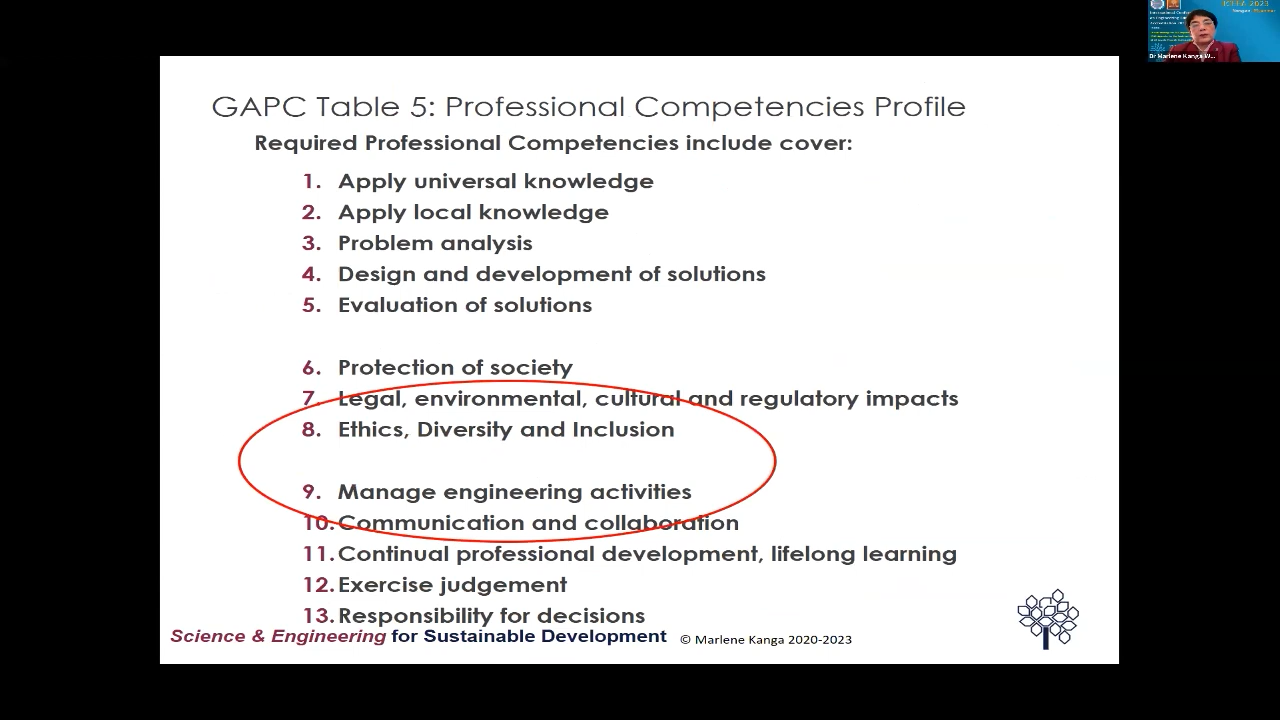 GAPC Table 5: Professional Competencies Profile
Required Professional Competencies include cover:
1. Apply universal knowledge
2. Apply local knowledge
3. Problem analysis
4. Design and development of solutions
5. Evaluation of solutions
6. Protection of society
7. Legal, environmental, cultural and regulatory impacts
8. Ethics, Diversity and Inclusion
9. Manage engineering activities
10. Communication and collaboration
11. Continual professional development, lifelong learning
12. Exercise judgement
13. Responsibility for decisions
Science & Engineering for Sustainable Development © Marlene Kanga 2020-2023
Dr Marlene Kanga W...